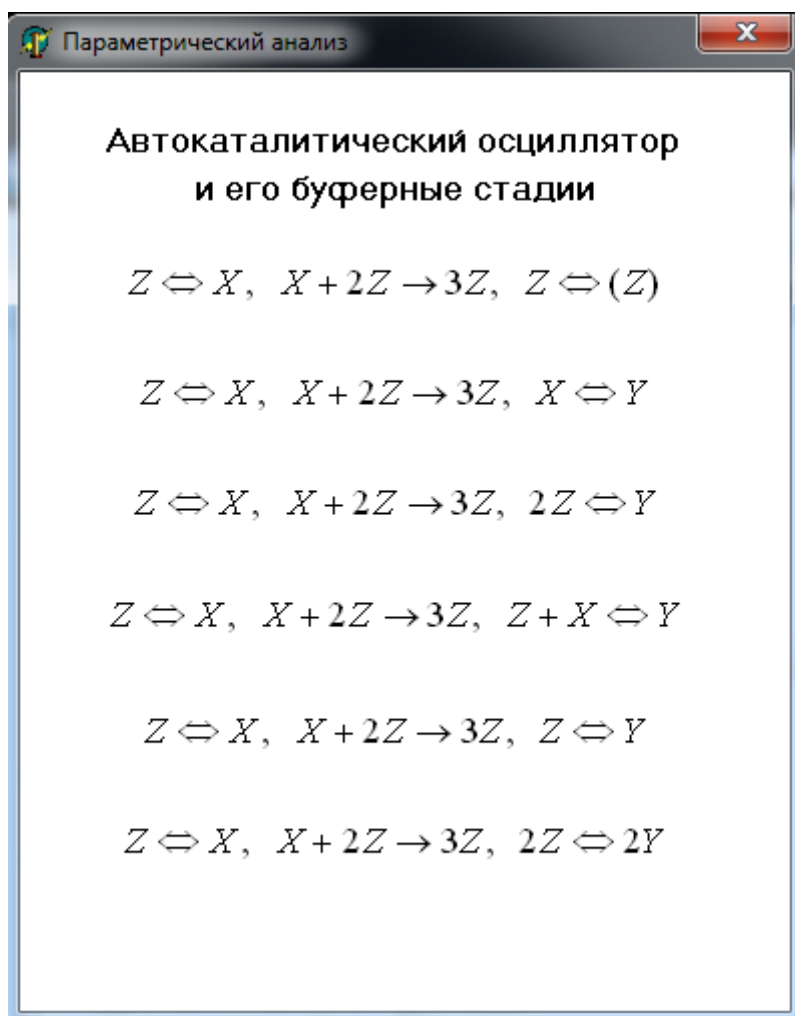 Параметрический анализ
Автокаталитический осциллятор
и его буферные стадии
Z ⇔ X, X + 2Z → 3Z, Z ⇔ (Z)
Z ⇔ X, X + 2Z → 3Z, X ⇔ Y
Z ⇔ X, X + 2Z → 3Z, 2Z ⇔ Y
Z ⇔ X, X + 2Z → 3Z, Z + X ⇔ Y
Z ⇔ X, X + 2Z → 3Z, Z ⇔ Y
Z ⇔ X, X + 2Z → 3Z, 2Z ⇔ 2Y